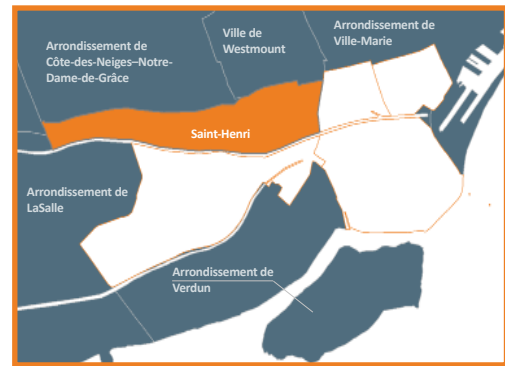 Arrondissement de
Côte-des-Neiges–Notre-
Dame-de-Grâce
Ville de
Westmount
Arrondissement de
Ville-Marie
Saint-Henri
Arrondissement de
LaSalle
Arrondissement de
Verdun